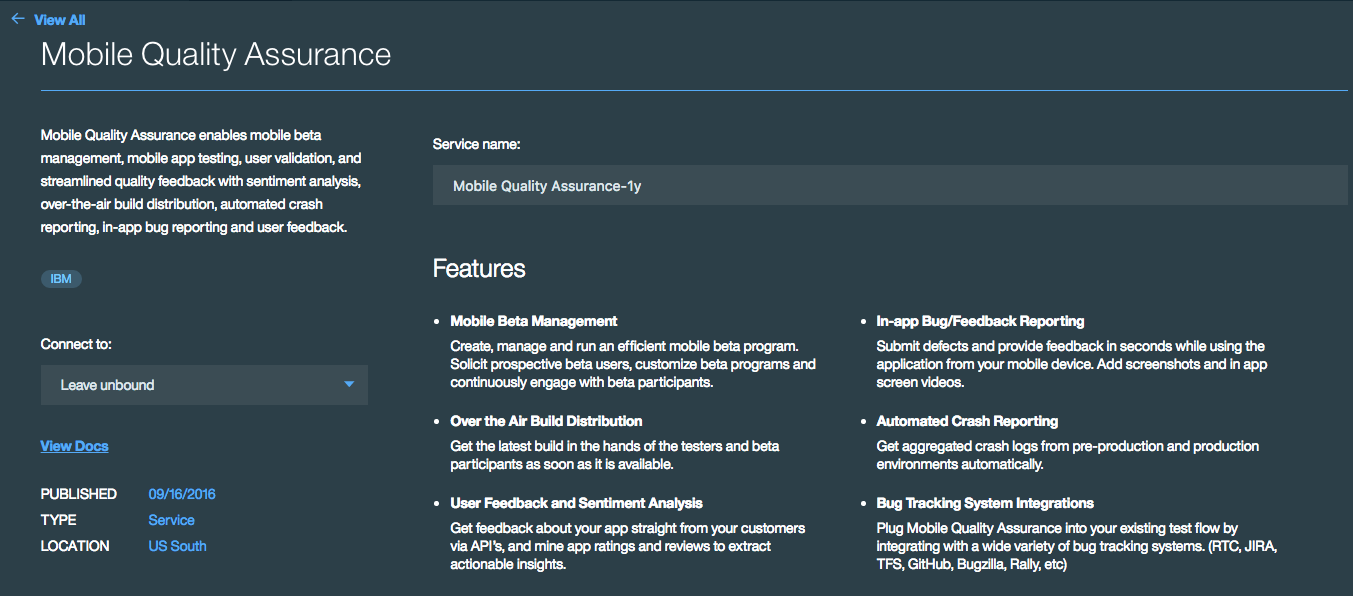 View All
Mobile Quality Assurance
Mobile Quality Assurance enables mobile beta
management, mobile app testing, user validation, and
streamlined quality feedback with sentiment analysis,
over-the-air build distribution, automated crash
reporting, in-app bug reporting and user feedback.
IBM
Connect to:
Leave unbound
View Docs
PUBLISHED 09/16/2016
TYPE Service
LOCATION US South
Service name:
Mobile Quality Assurance-1y
Features
• Mobile Beta Management
Create, manage and run an efficient mobile beta program.
Solicit prospective beta users, customize beta programs and
continuously engage with beta participants.
• Over the Air Build Distribution
Get the latest build in the hands of the testers and beta
participants as soon as it is available.
• User Feedback and Sentiment Analysis
Get feedback about your app straight from your customers
via API's, and mine app ratings and reviews to extract
actionable insights.
• In-app Bug/Feedback Reporting
Submit defects and provide feedback in seconds while using the
application from your mobile device. Add screenshots and in app
screen videos.
• Automated Crash Reporting
Get aggregated crash logs from pre-production and production
environments automatically.
• Bug Tracking System Integrations
Plug Mobile Quality Assurance into your existing test flow by
integrating with a wide variety of bug tracking systems. (RTC, JIRA,
TFS, GitHub, Bugzilla, Rally, etc)